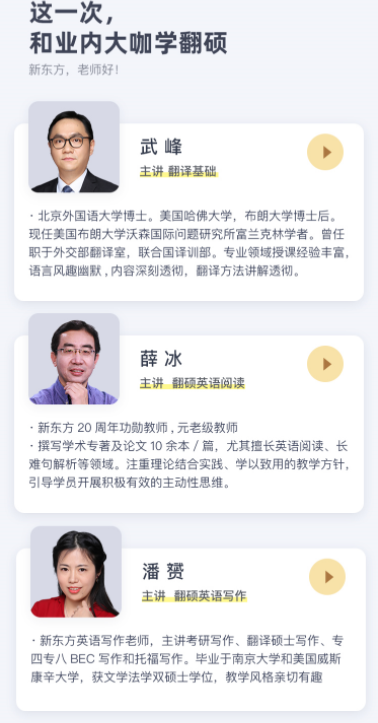 这一次，
和业内大咖学翻硕
新东方，老师好！
武 峰
主讲 翻译基础
· 北京外国语大学博士。美国哈佛大学，布朗大学博士后。
现任美国布朗大学沃森国际问题研究所富兰克林学者。曾任
职于外交部翻译室，联合国译训部。专业领域授课经验丰富，
语言风趣幽默，内容深刻透彻，翻译方法讲解透彻。
薛 冰
主讲 翻硕英语阅读
· 新东方 20 周年功勋教师，元老级教师
· 撰写学术专著及论文 10 余本 / 篇，尤其擅长英语阅读、长
难句解析等领域。注重理论结合实践、学以致用的教学方针，
引导学员开展积极有效的主动性思维。
潘 赟
主讲 翻硕英语写作
· 新东方英语写作老师，主讲考研写作、翻译硕士写作、专
四专八 BEC 写作和托福写作。毕业于南京大学和美国威斯
康辛大学，获文学法学双硕士学位，教学风格亲切有趣